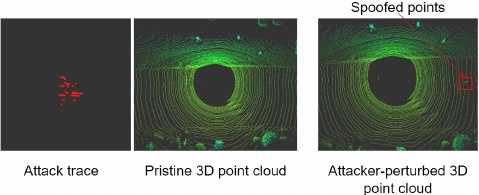 Spoofed points
Attack trace
Pristine 3D point cloud
Attacker-perturbed 3D
point cloud